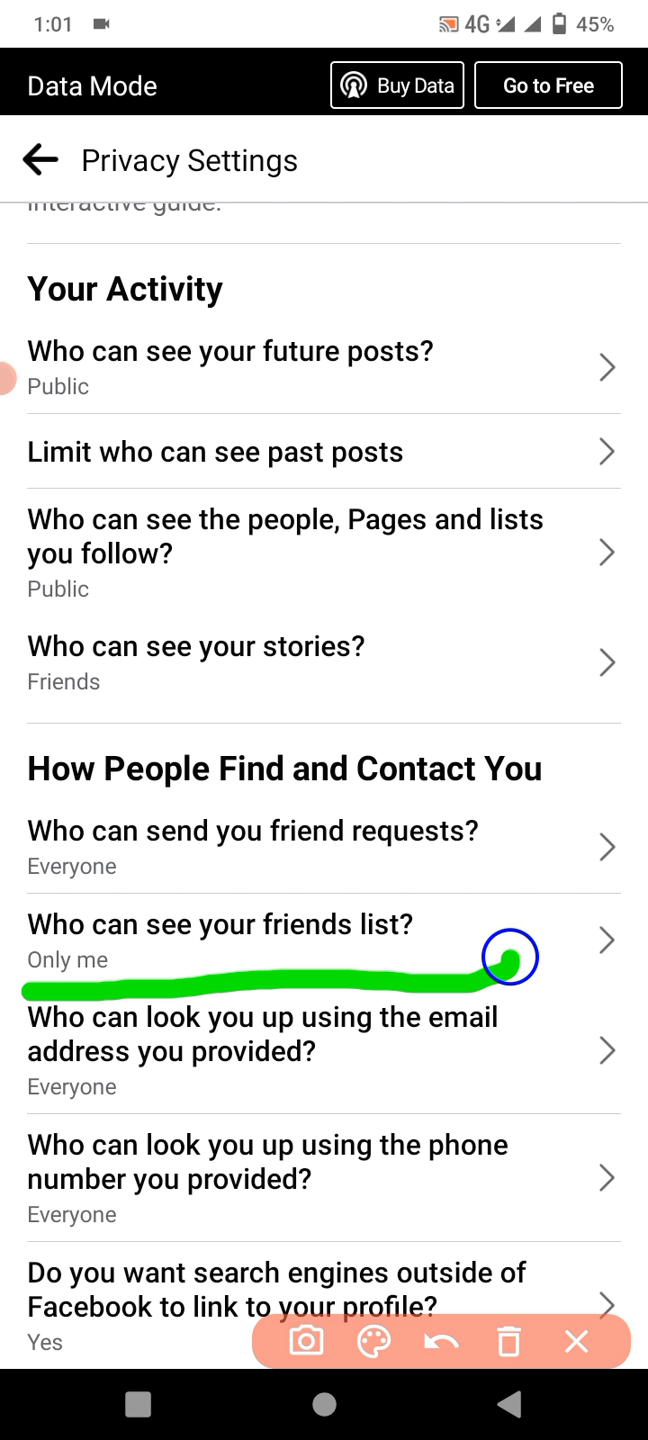 1:01 4G 45%
Data Mode Buy Data Go to Free
Privacy Settings
interactive guide.
Your Activity
Who can see your future posts?
Public
Limit who can see past posts
Who can see the people, Pages and lists
you follow?
Public
Who can see your stories?
Friends
How People Find and Contact You
Who can send you friend requests?
Everyone
Who can see your friends list?
Only me
Who can look you up using the email
address you provided?
Everyone
Who can look you up using the phone
number you provided?
Everyone
Do you want search engines outside of
Facebook to link to your profile?
Yes